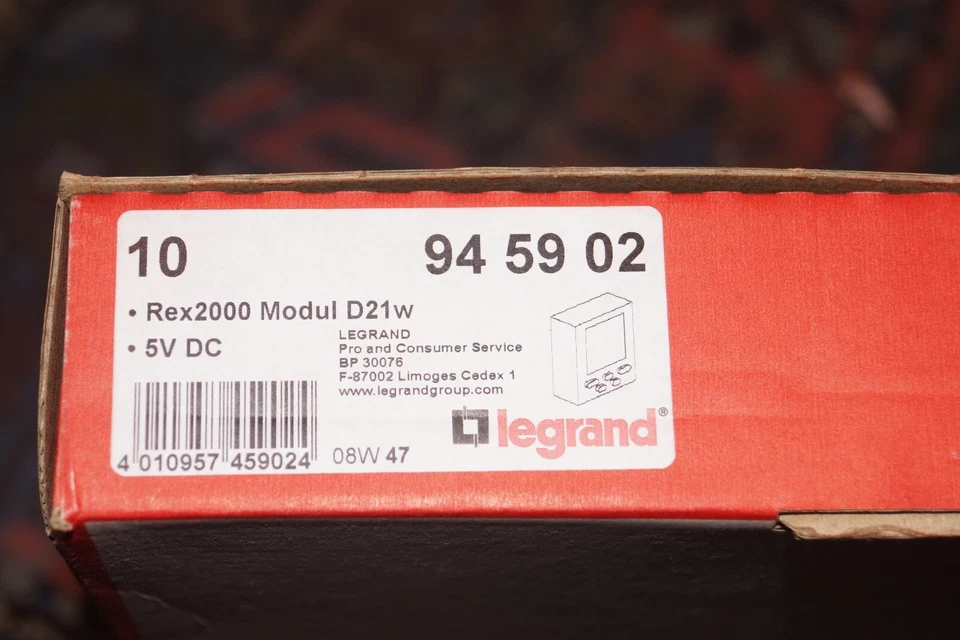 10 94 59 02
• Rex2000 Modul D21w
• 5V DC
LEGRAND
Pro and Consumer Service
BP 30076
F-87002 Limoges Cedex 1
www.legrandgroup.com
legrand®
4 010957 459024
08W 47